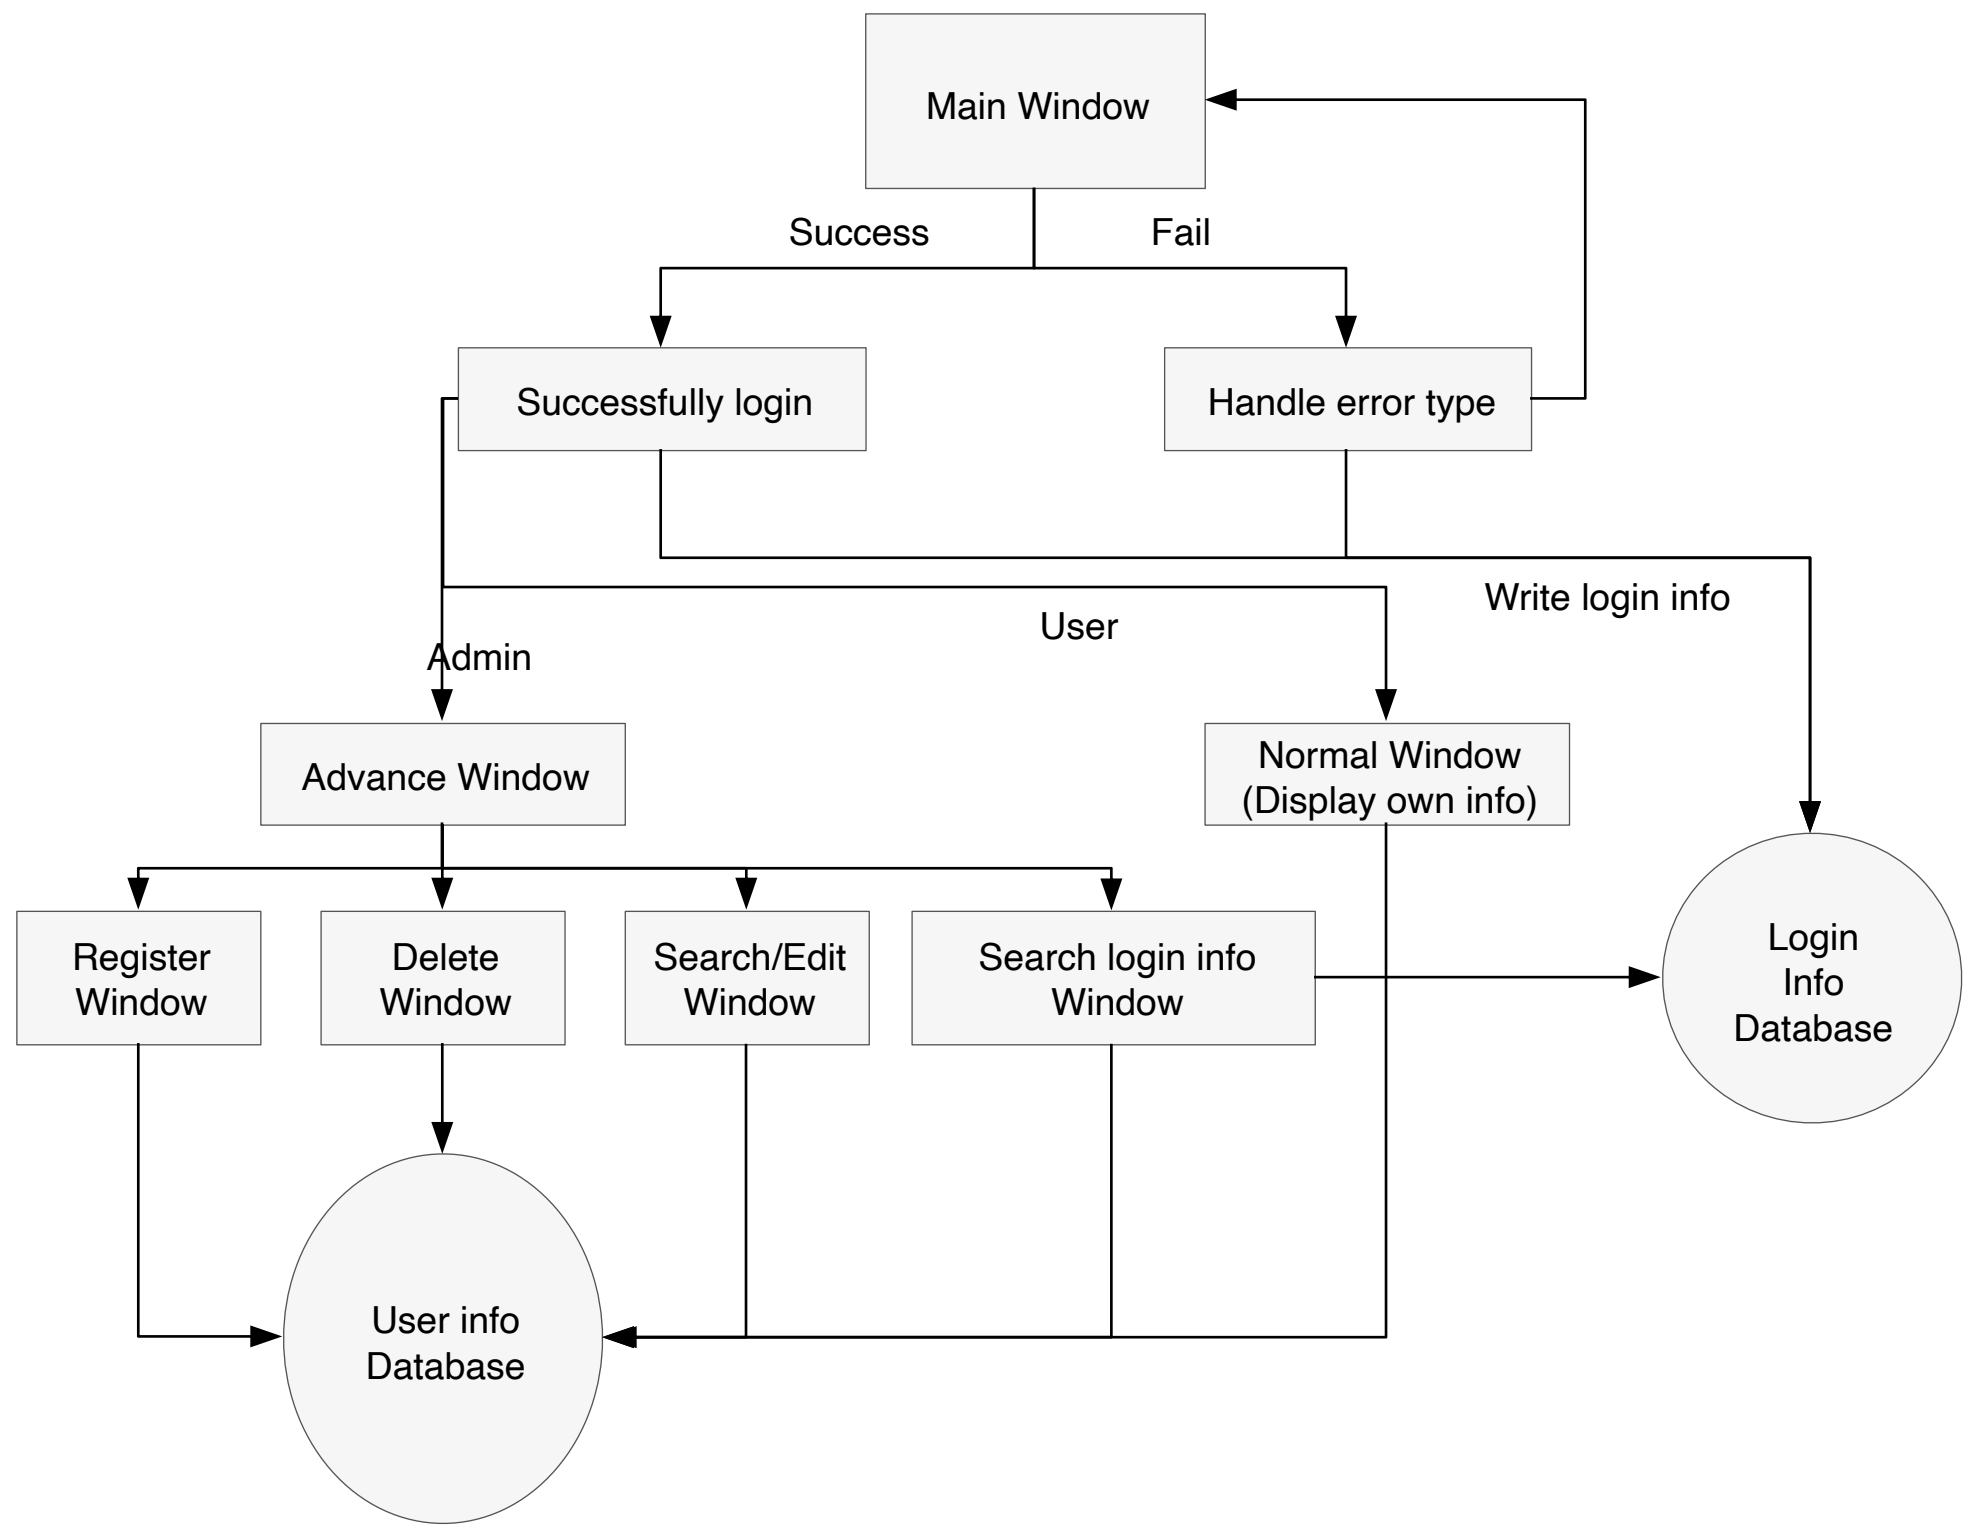 Main Window
Success
Fail
Successfully login
Handle error type
Write login info
User
Admin
Advance Window
Normal Window
(Display own info)
Register
Window
Delete
Window
Search/Edit
Window
Search login info
Window
Login
Info
Database
User info
Database